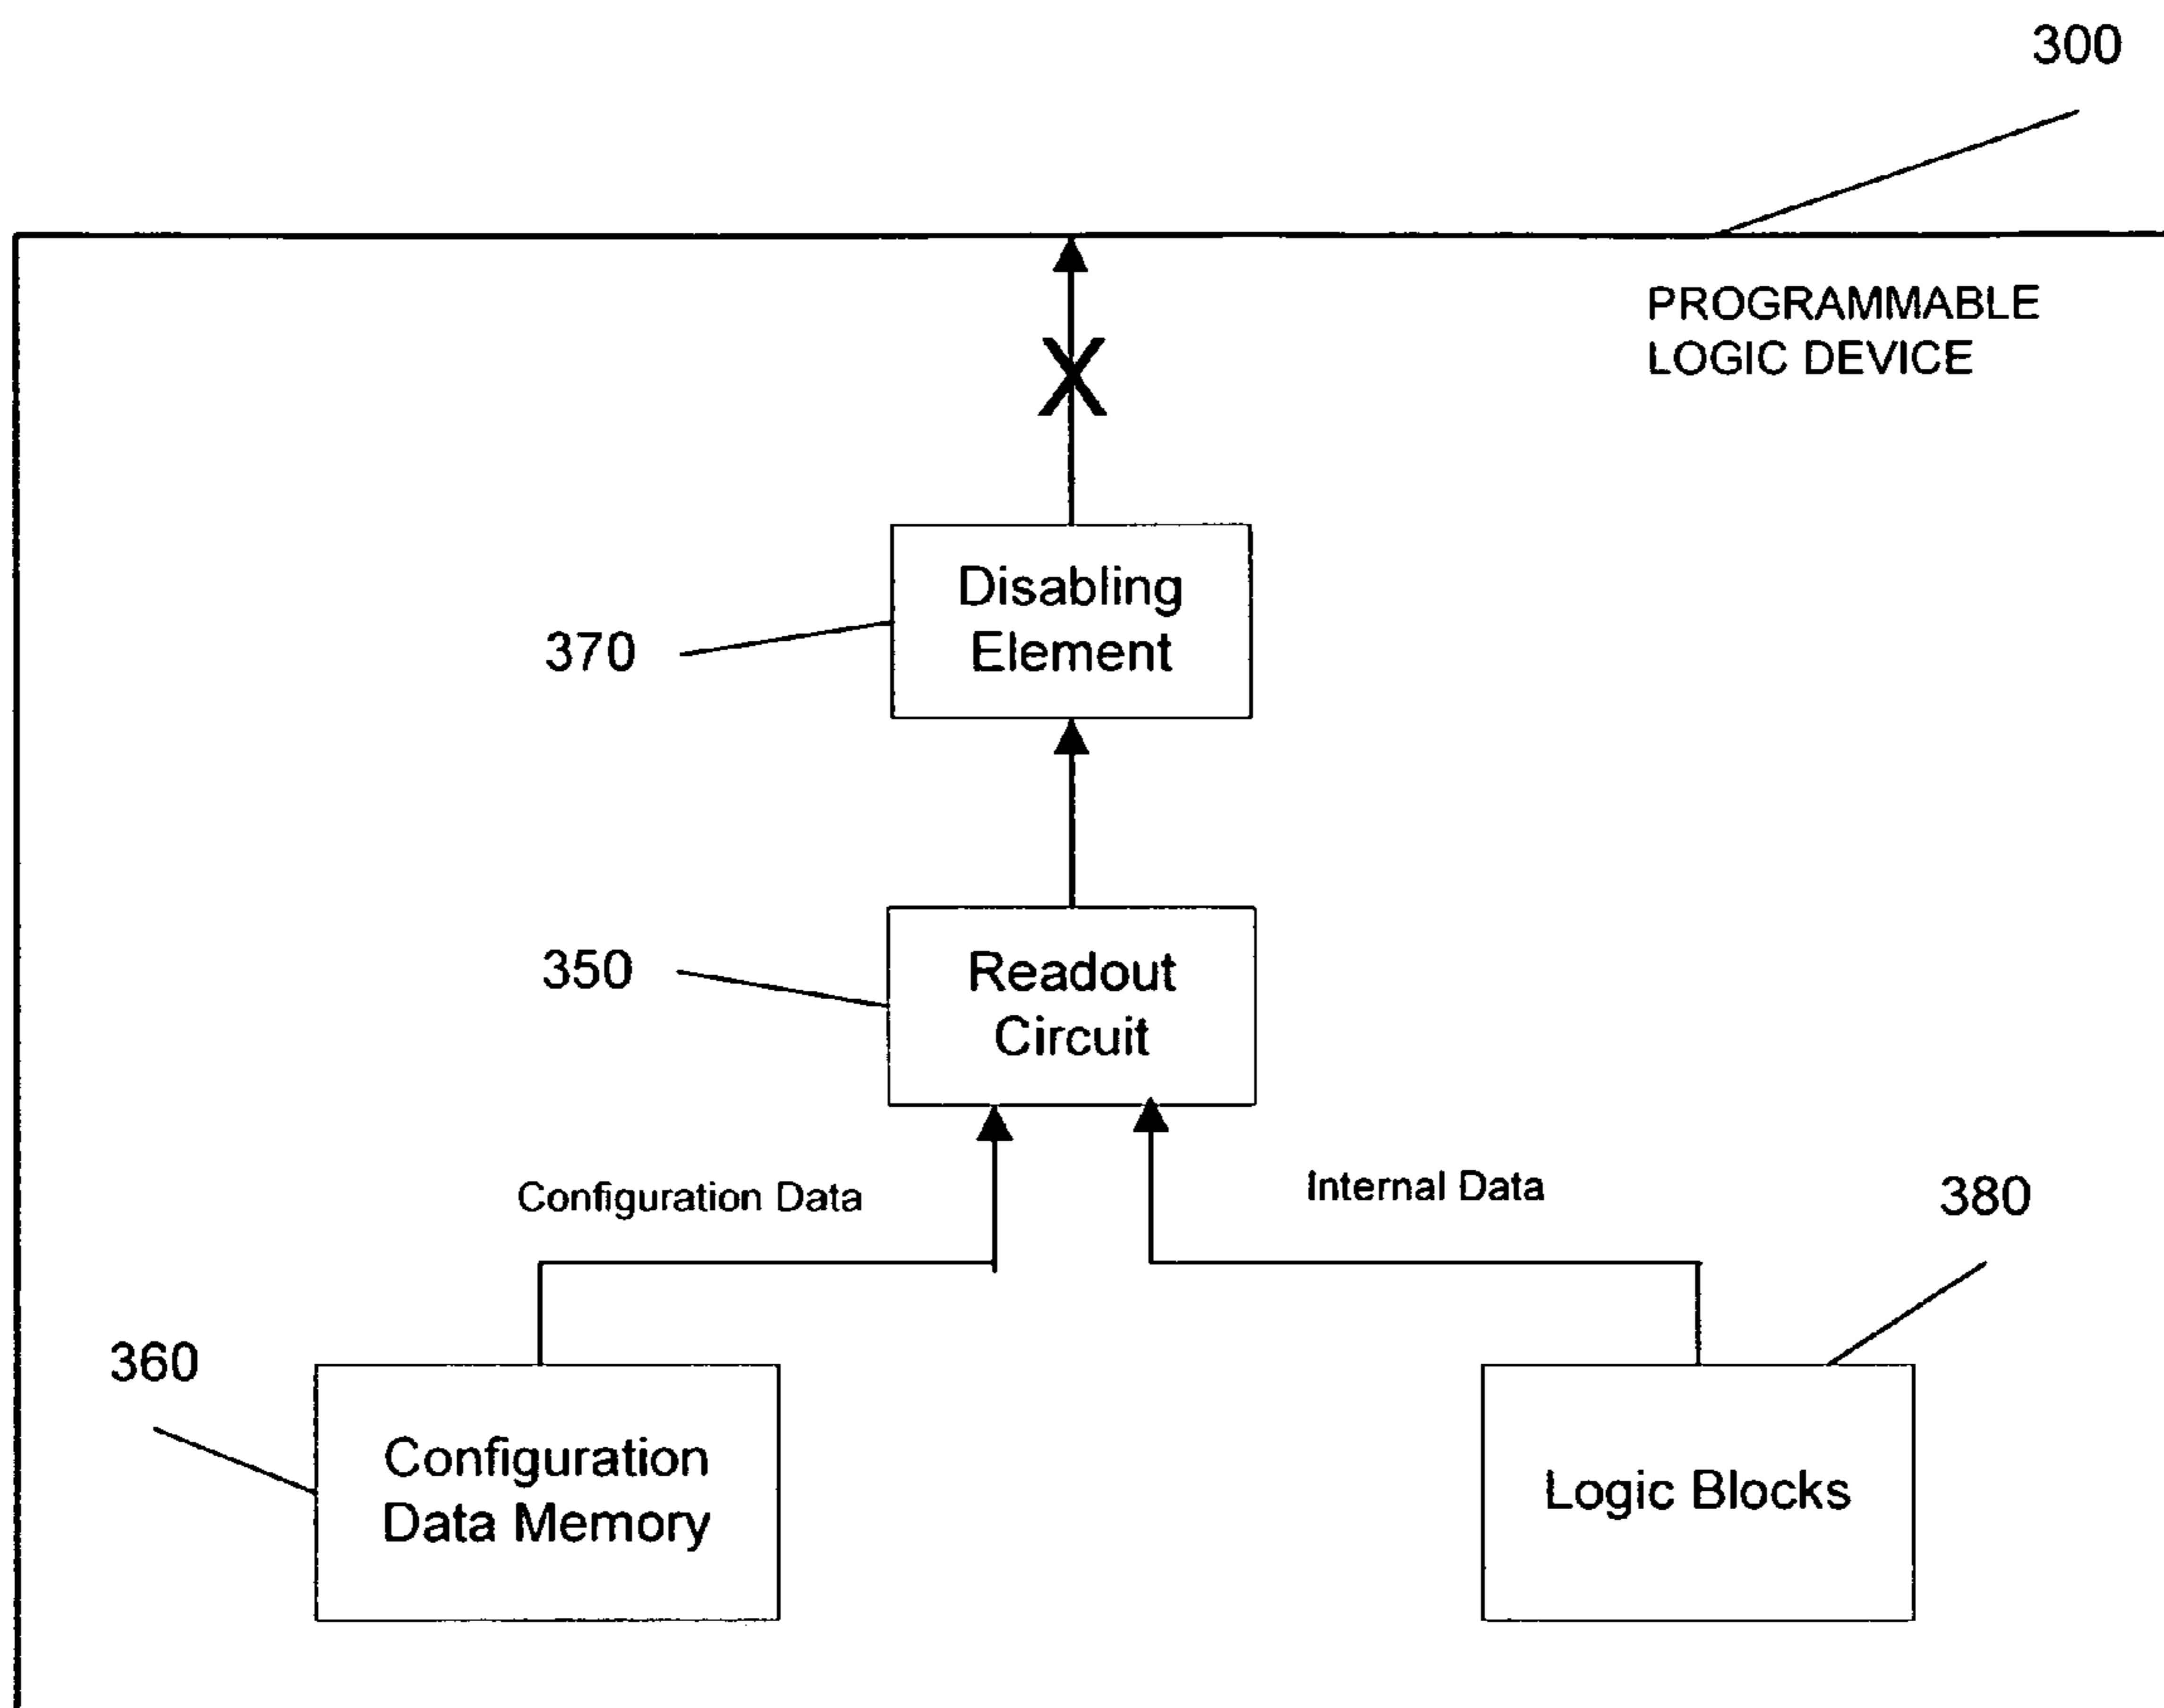 300
PROGRAMMABLE
LOGIC DEVICE
X
Disabling
Element
370
Readout
Circuit
350
Configuration Data
Internal Data
380
360
Configuration
Data Memory
Logic Blocks